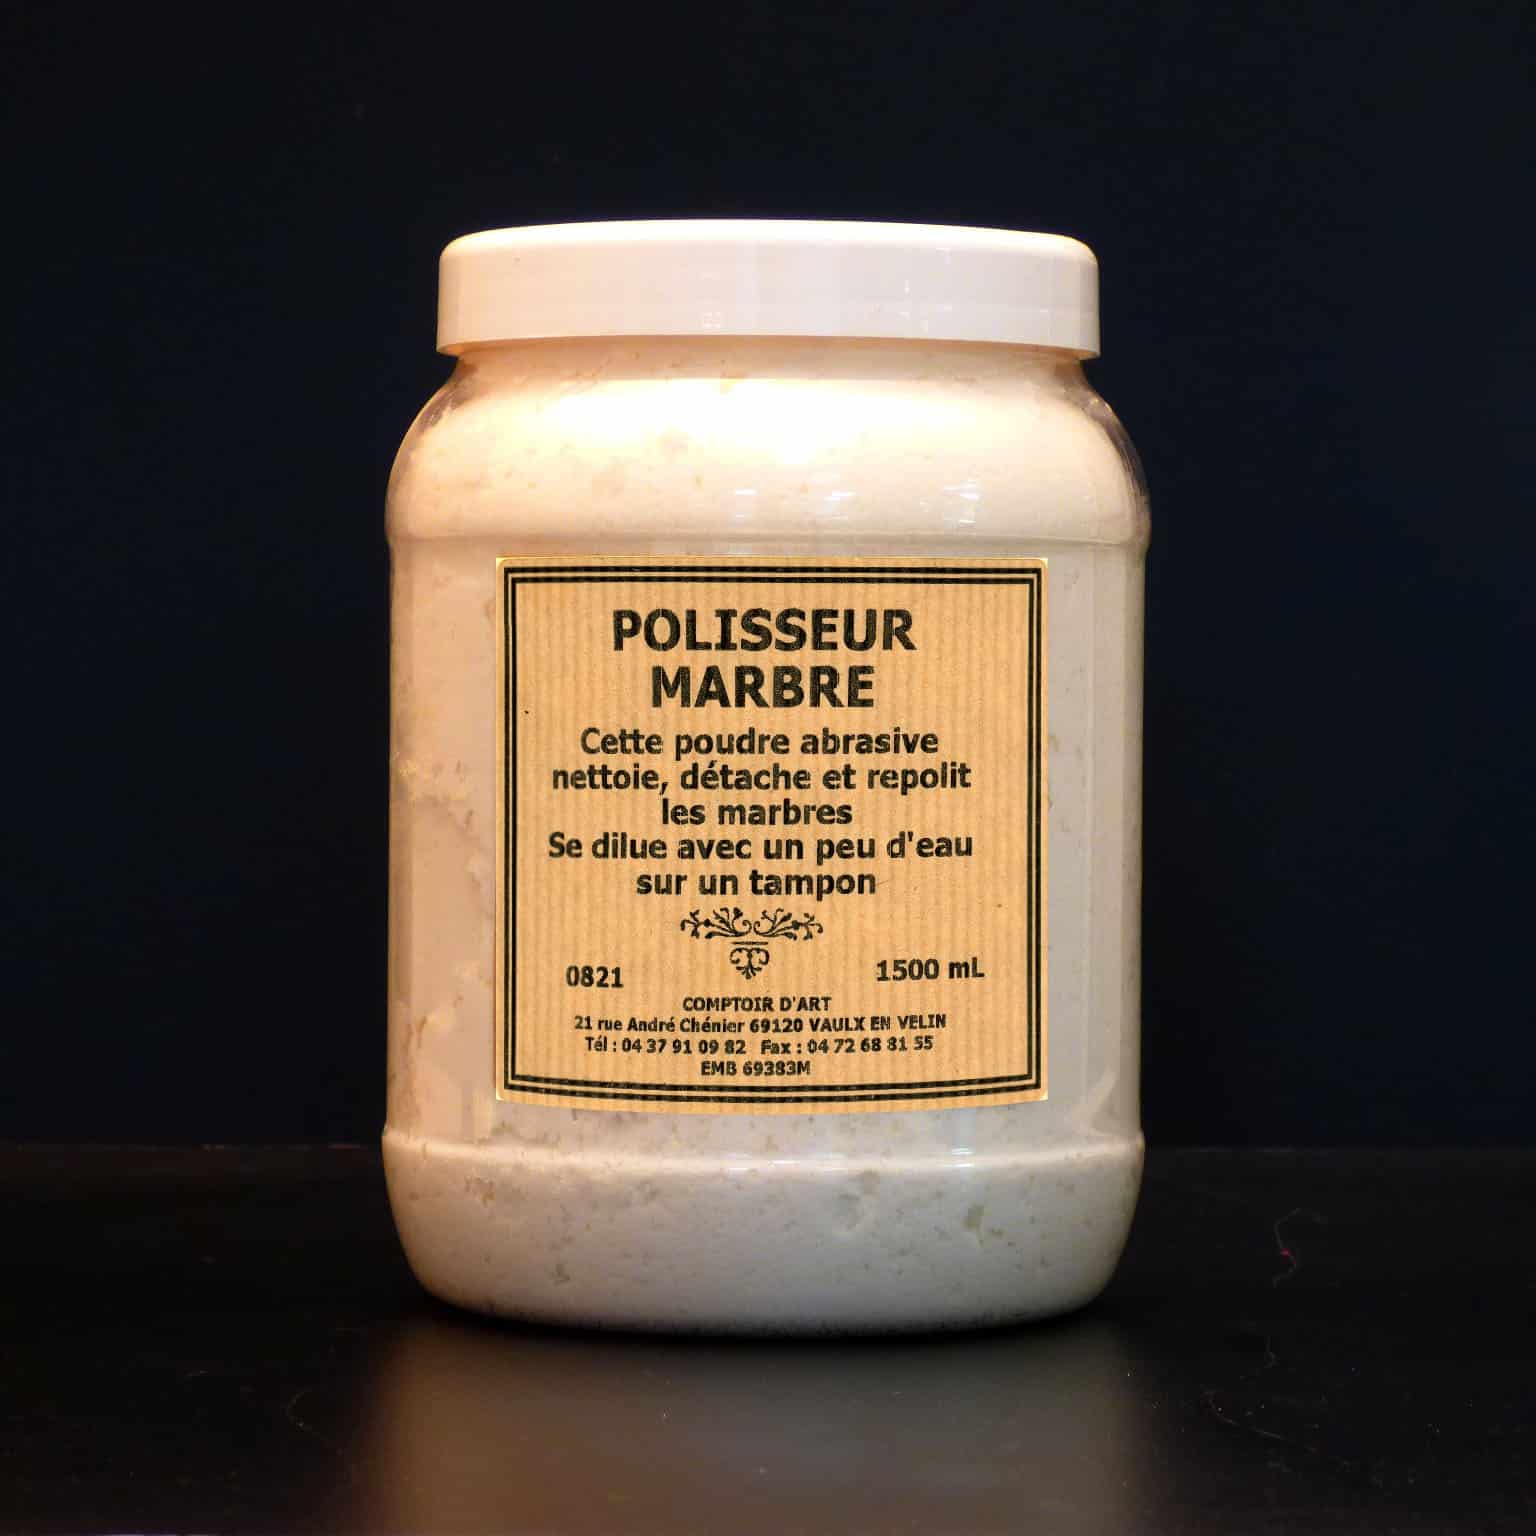 POLISSEUR
MARBRE
Cette poudre abrasive
nettoie, détache et repolit
les marbres
Se dilue avec un peu d'eau
sur un tampon
0821 1500 mL
COMPTOIR D'ART
21 rue André Chénier 69120 VAULX EN VELIN
Tél : 04 37 91 09 82 Fax : 04 72 68 81 55
EMB 69383M